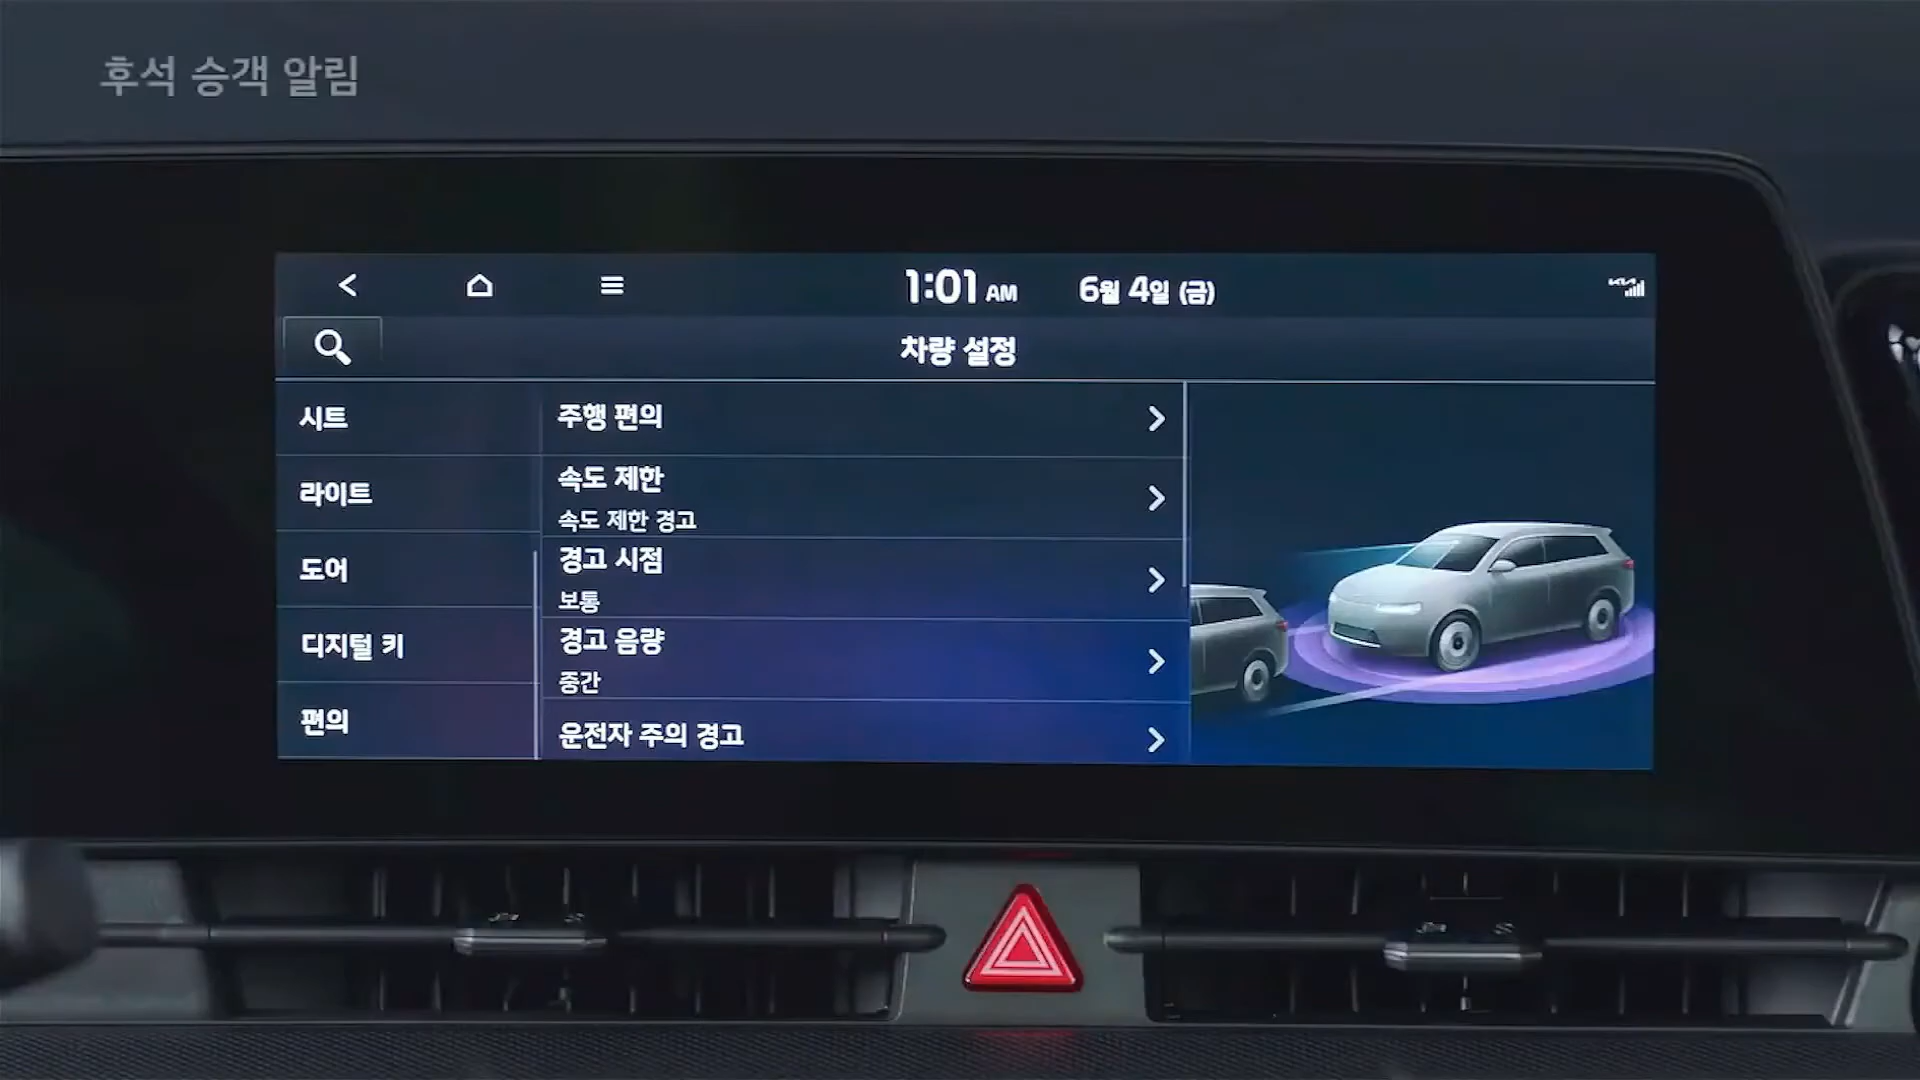 후석 승객 알림
1:01 AM 6월 4일 (금)
KIA
차량 설정
시트
라이트
도어
디지털 키
편의
주행 편의
속도 제한
속도 제한 경고
경고 시점
보통
경고 음량
중간
운전자 주의 경고